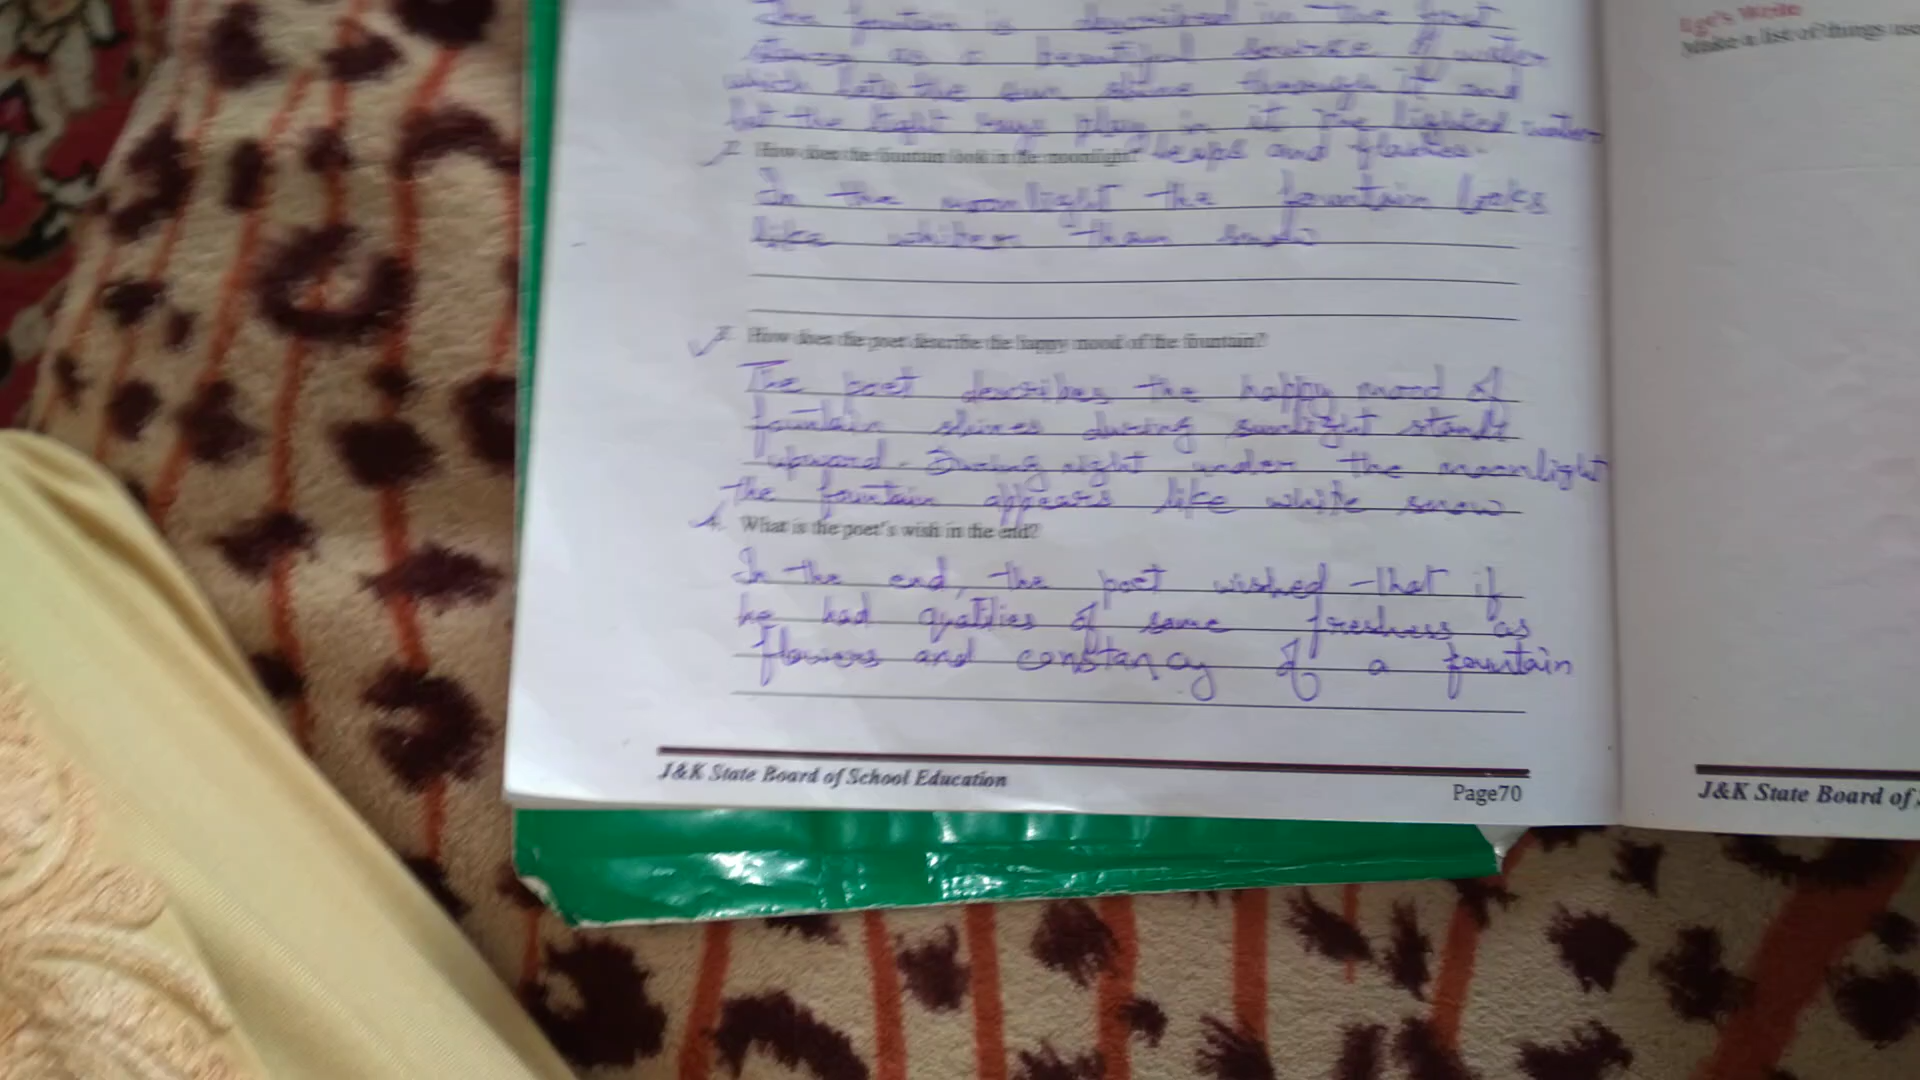 The fountain is described in the first
stanza as a beautiful source of water
which lets the sun shine through it and
let the light rays play in it The lighted water
2. How does the fountain look in the moonlight? leaps and flashes.
In the moonlight the fountain looks
like whiter than snow
3. How does the poet describe the happy mood of the fountain?
The poet describes the happy mood of
fountain shines during sunlight stands
upward. During night under the moonlight
the fountain appears like white snow
4. What is the poet's wish in the end?
In the end, the poet wished that if
he had qualities of same freshness as
flowers and constancy of a fountain
J&K State Board of School Education
Page70
Let's Write
Make a list of things
J&K State Board of